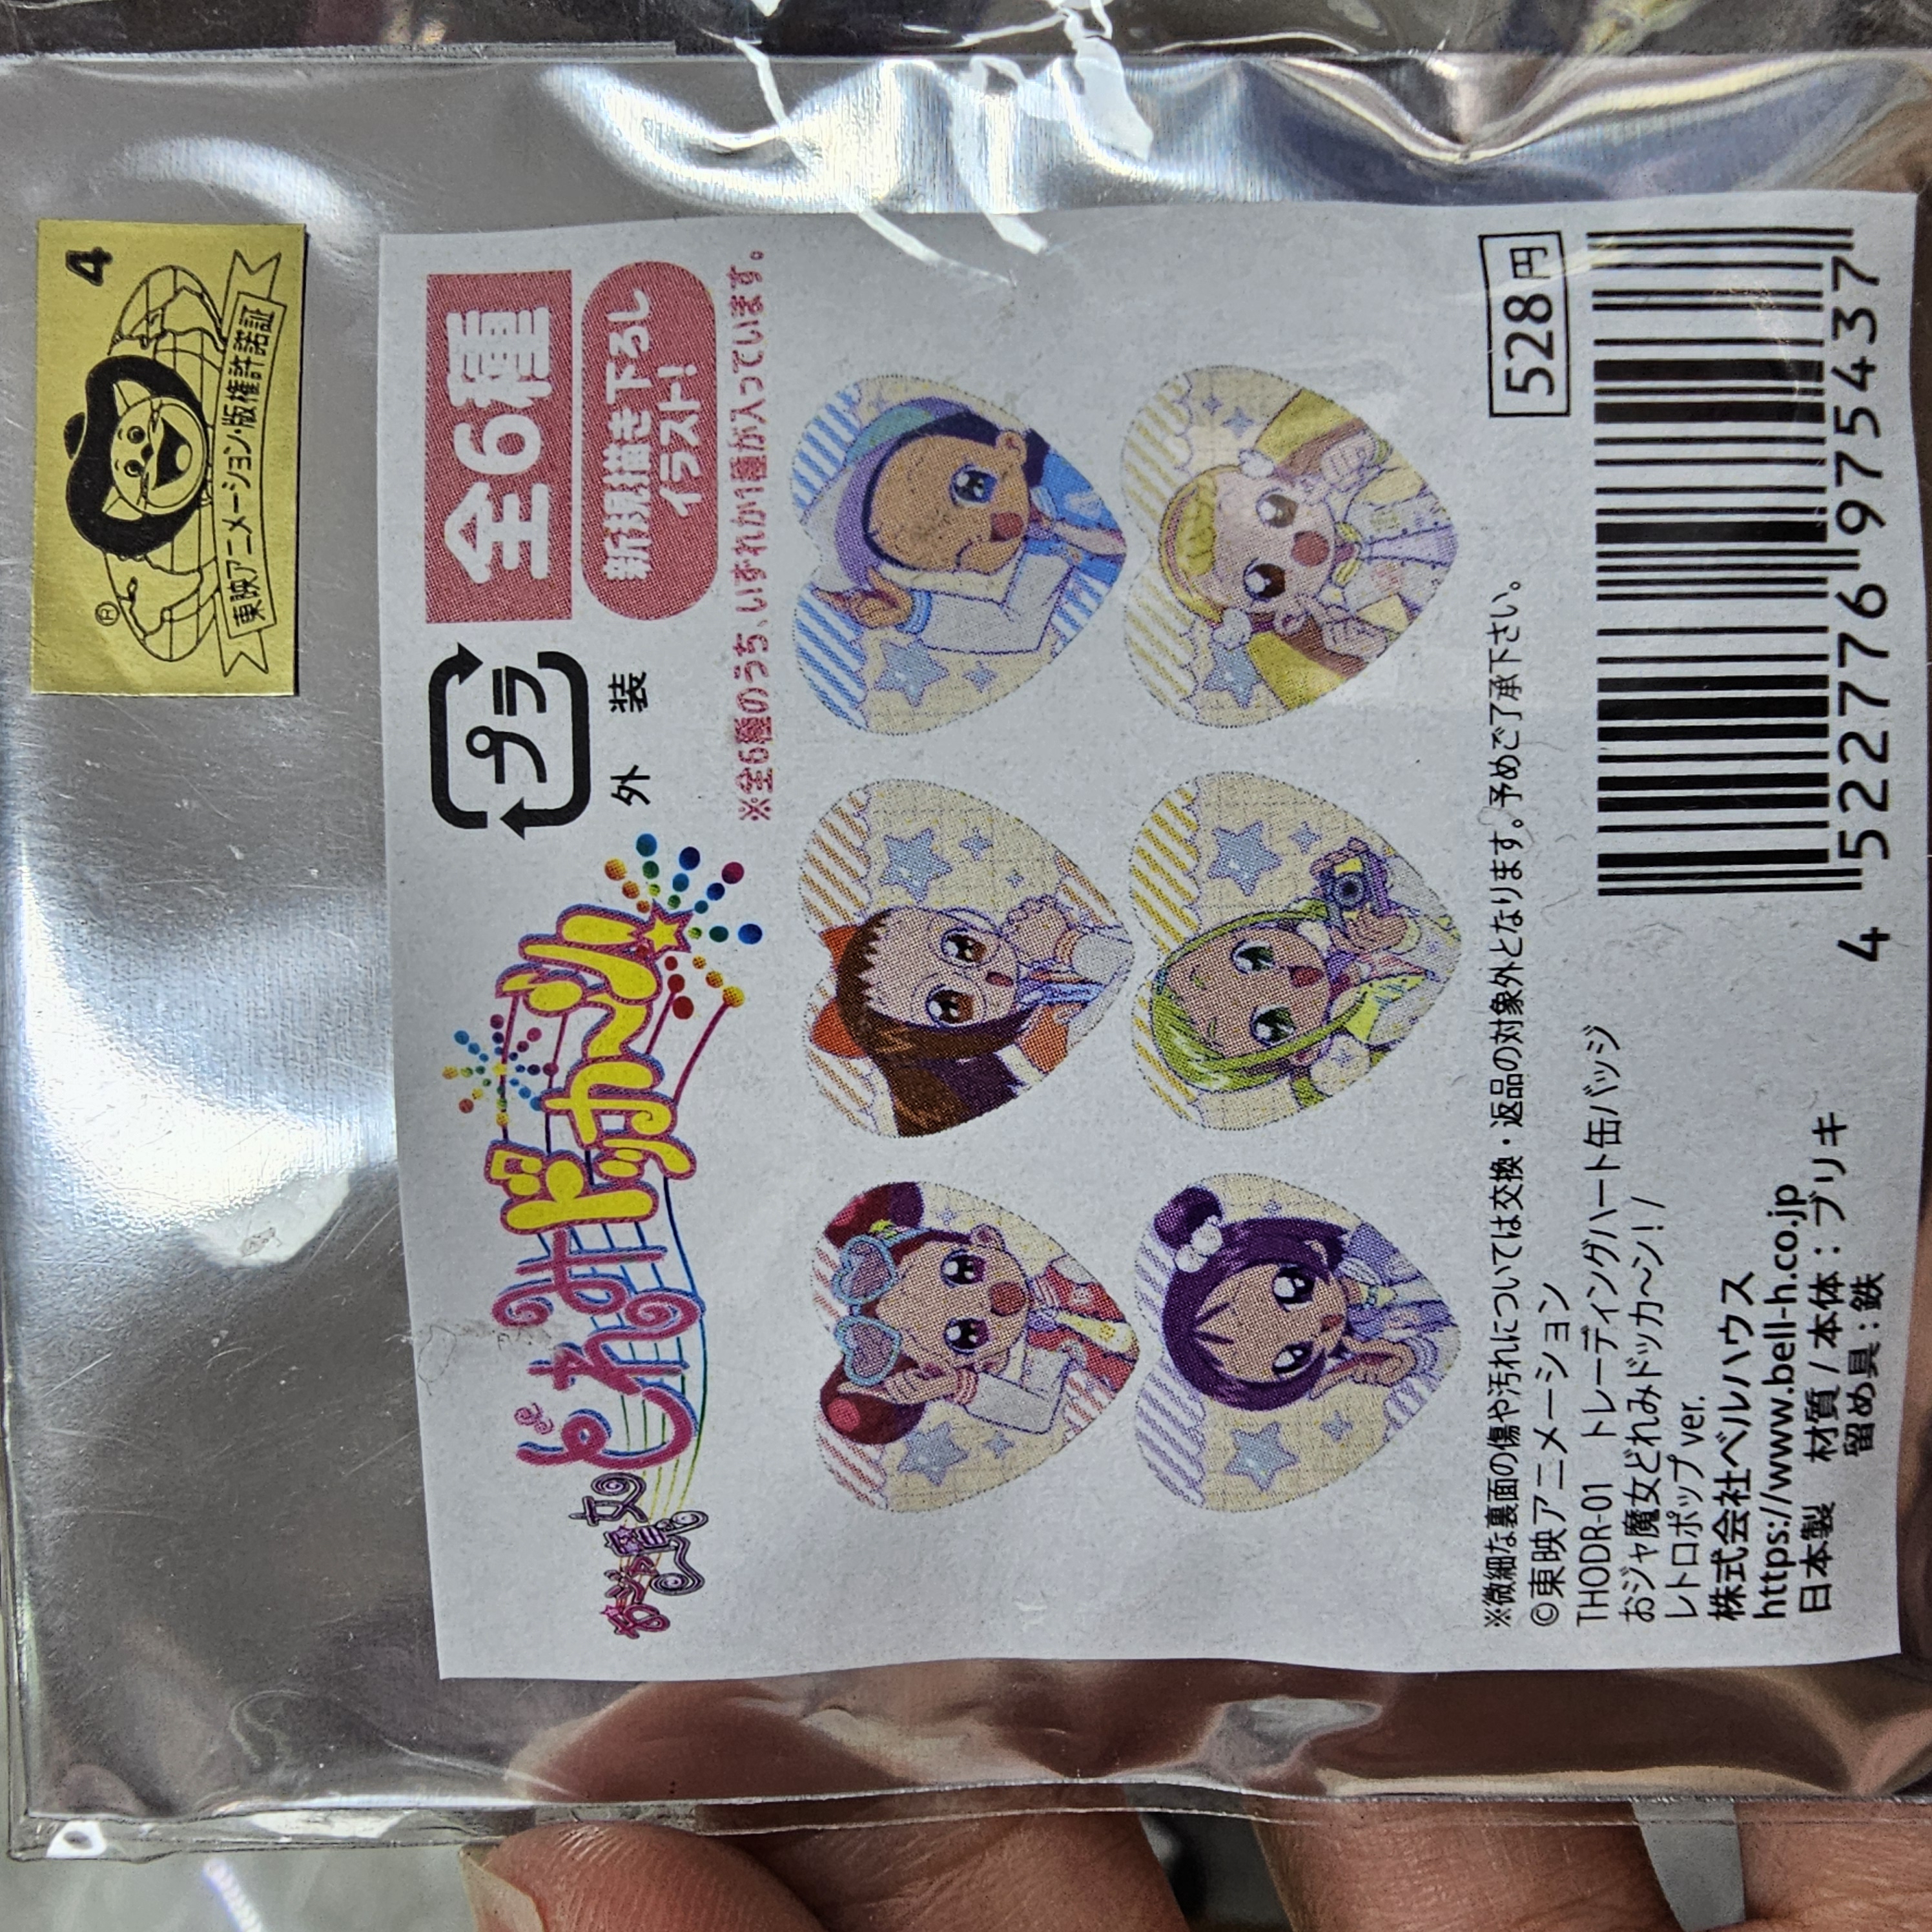 4
®
東映アニメーション・版権許諾証
おジャ魔女
どれみドッカ〜ン!
プラ
外装
全6種
新規描き下ろし
イラスト!
※全6種のうち、いずれか1種が入っています。
※微細な裏面の傷や汚れについては交換・返品の対象外となります。予めご了承下さい。
©東映アニメーション
THODR-01 トレーディングハート缶バッジ
おジャ魔女どれみドッカ〜ン! /
レトロポップ ver.
株式会社ベルハウス
https://www.bell-h.co.jp
日本製 材質 / 本体：ブリキ
留め具：鉄
528円
4 522776 975437